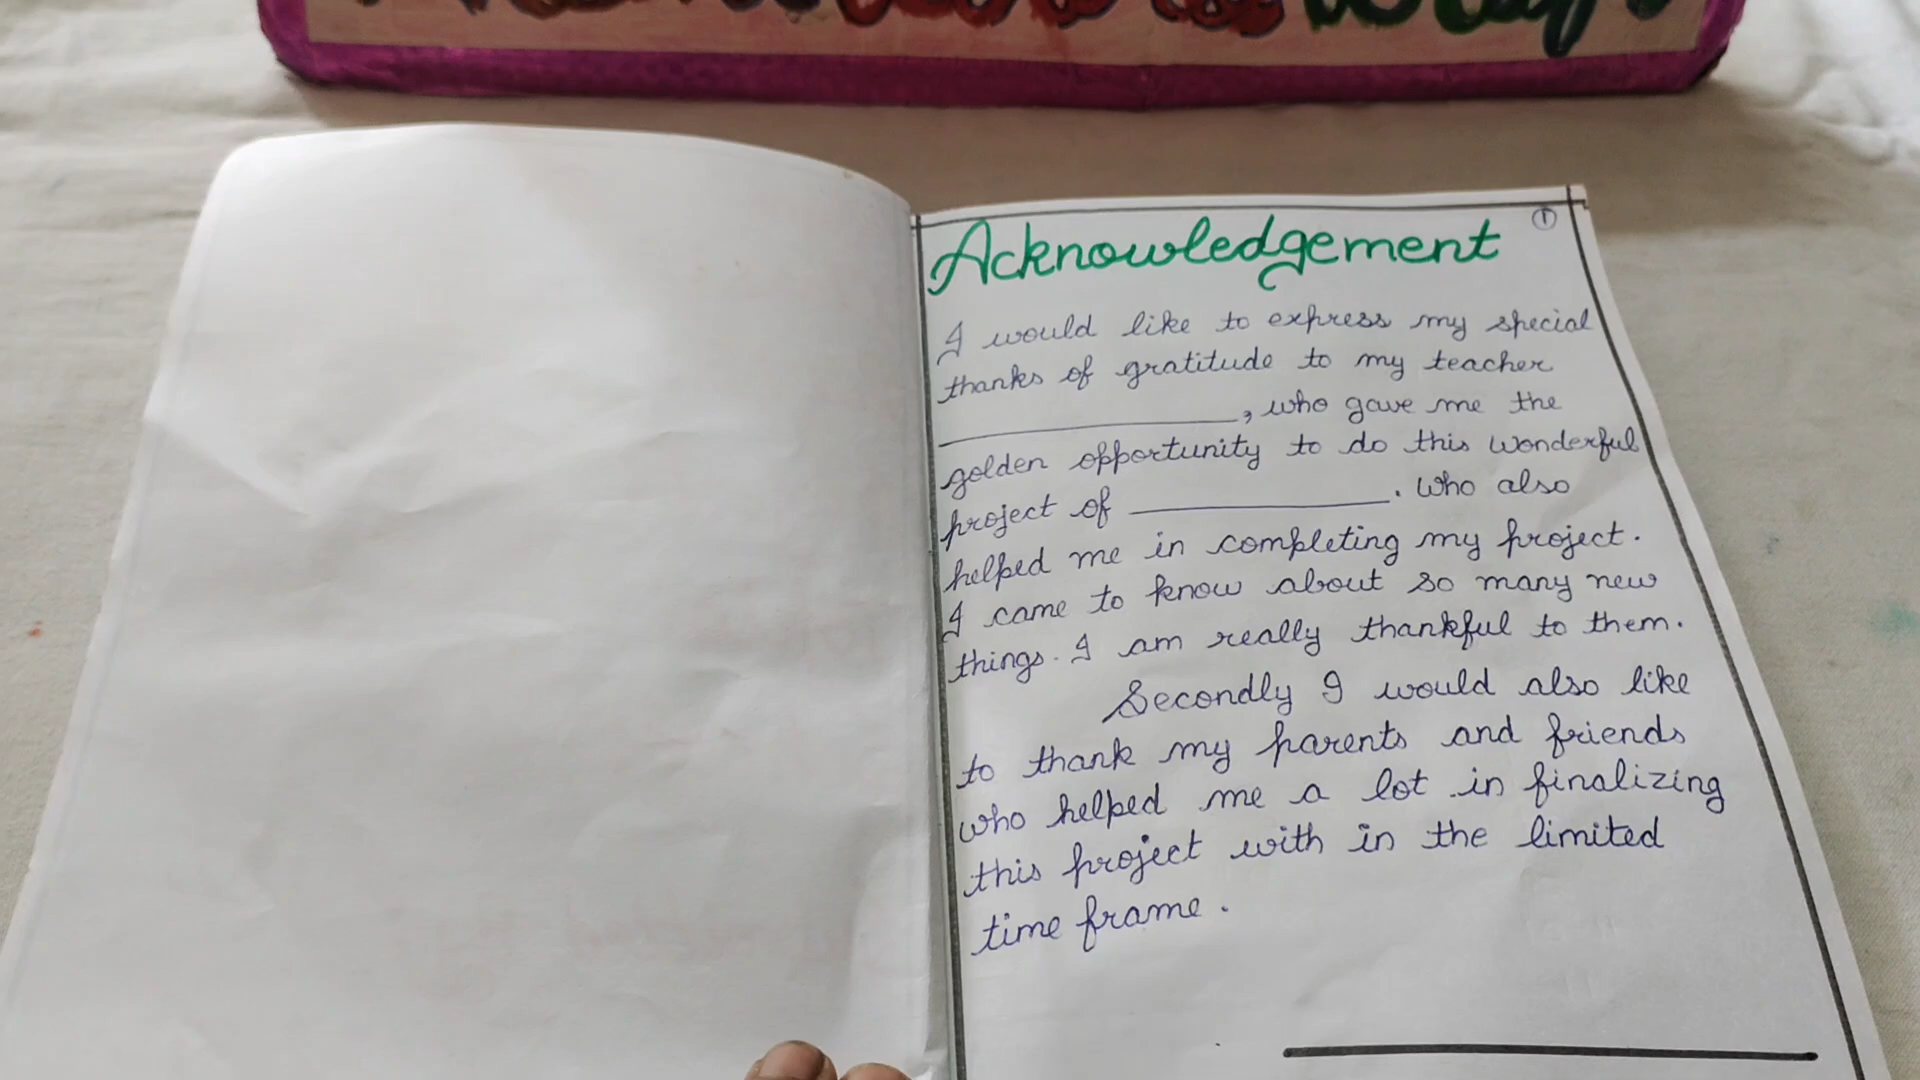 Acknowledgement
1
I would like to express my special
thanks of gratitude to my teacher
____________, who gave me the
golden opportunity to do this wonderful
project of ____________. Who also
helped me in completing my project.
I came to know about so many new
things. I am really thankful to them.
Secondly I would also like
to thank my parents and friends
who helped me a lot in finalizing
this project with in the limited
time frame.